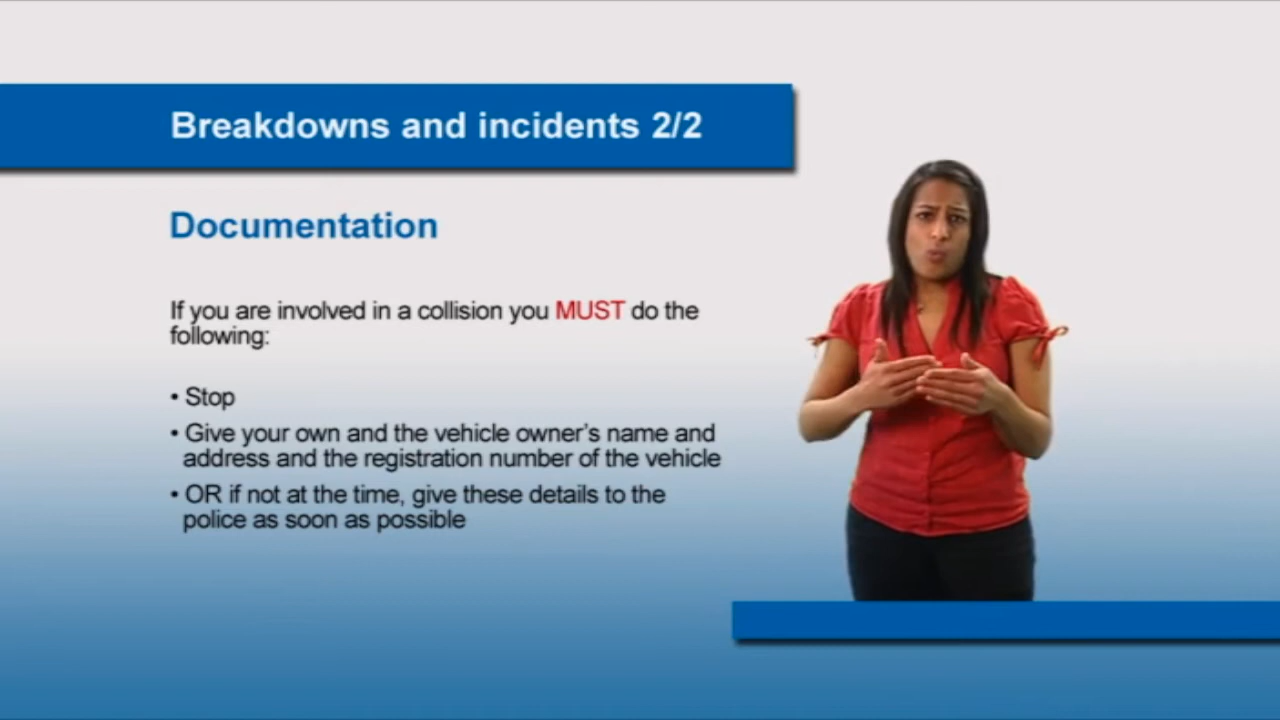 Breakdowns and incidents 2/2
Documentation
If you are involved in a collision you MUST do the
following:
• Stop
• Give your own and the vehicle owner's name and
address and the registration number of the vehicle
• OR if not at the time, give these details to the
police as soon as possible